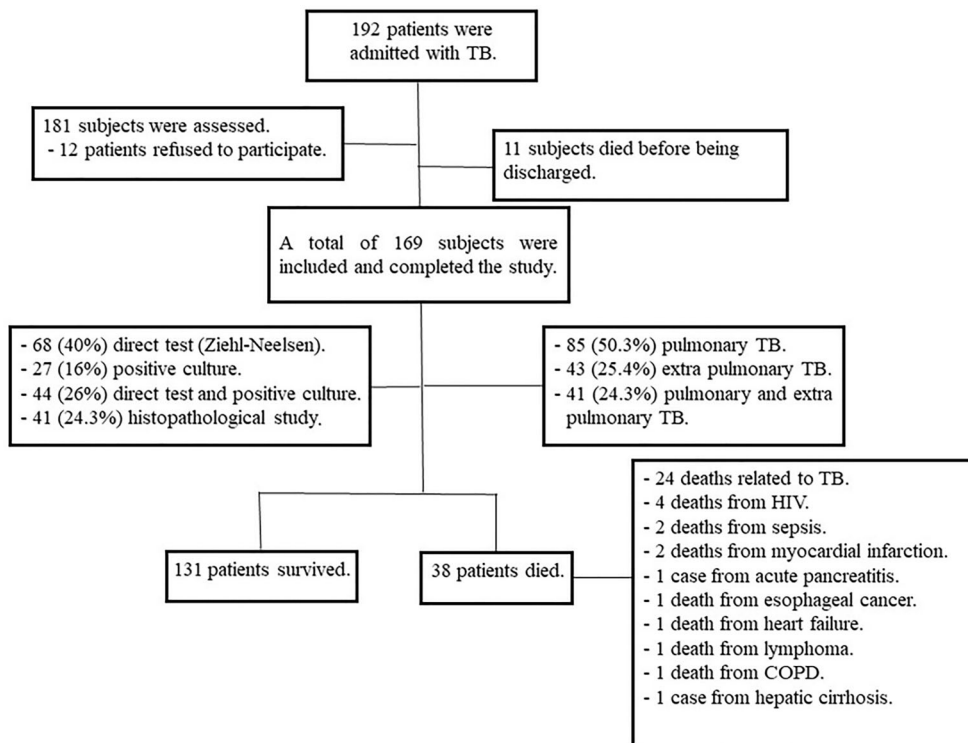 192 patients were
admitted with TB.
181 subjects were assessed.
- 12 patients refused to participate.
11 subjects died before being
discharged.
A total of 169 subjects were
included and completed the study.
- 68 (40%) direct test (Ziehl-Neelsen).
- 27 (16%) positive culture.
- 44 (26%) direct test and positive culture.
- 41 (24.3%) histopathological study.
- 85 (50.3%) pulmonary TB.
- 43 (25.4%) extra pulmonary TB.
- 41 (24.3%) pulmonary and extra
pulmonary TB.
131 patients survived.
38 patients died.
- 24 deaths related to TB.
- 4 deaths from HIV.
- 2 deaths from sepsis.
- 2 deaths from myocardial infarction.
- 1 case from acute pancreatitis.
- 1 death from esophageal cancer.
- 1 death from heart failure.
- 1 death from lymphoma.
- 1 death from COPD.
- 1 case from hepatic cirrhosis.